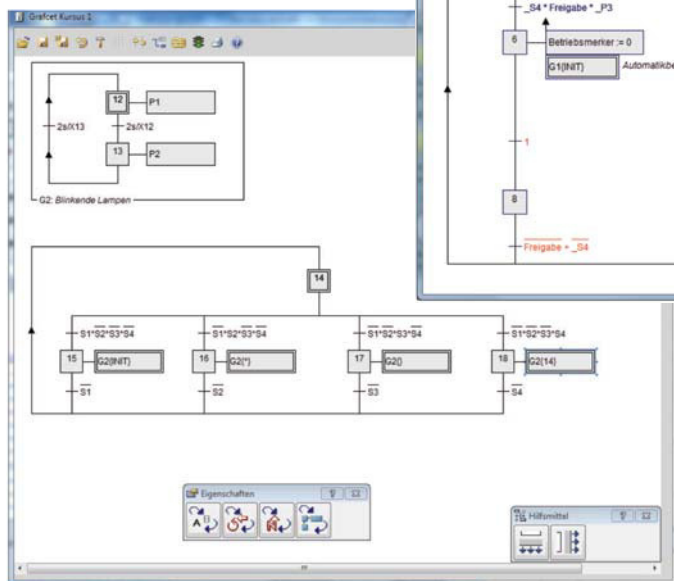 Grafcet Kursus 1
_S4 * Freigabe * _P3
6 Betriebsmerker := 0
G1(INIT) Automatikbe
1
8
Freigabe + _S4
12 P1
2s/X13 2s/X12
13 P2
G2: Blinkende Lampen
14
S1*S2*S3*S4 S1*S2*S3*S4 S1*S2*S3*S4 S1*S2*S3*S4
15 G2(INIT) 16 G2(*) 17 G2() 18 G2{14}
S1 S2 S3 S4
Eigenschaften
Hilfsmittel